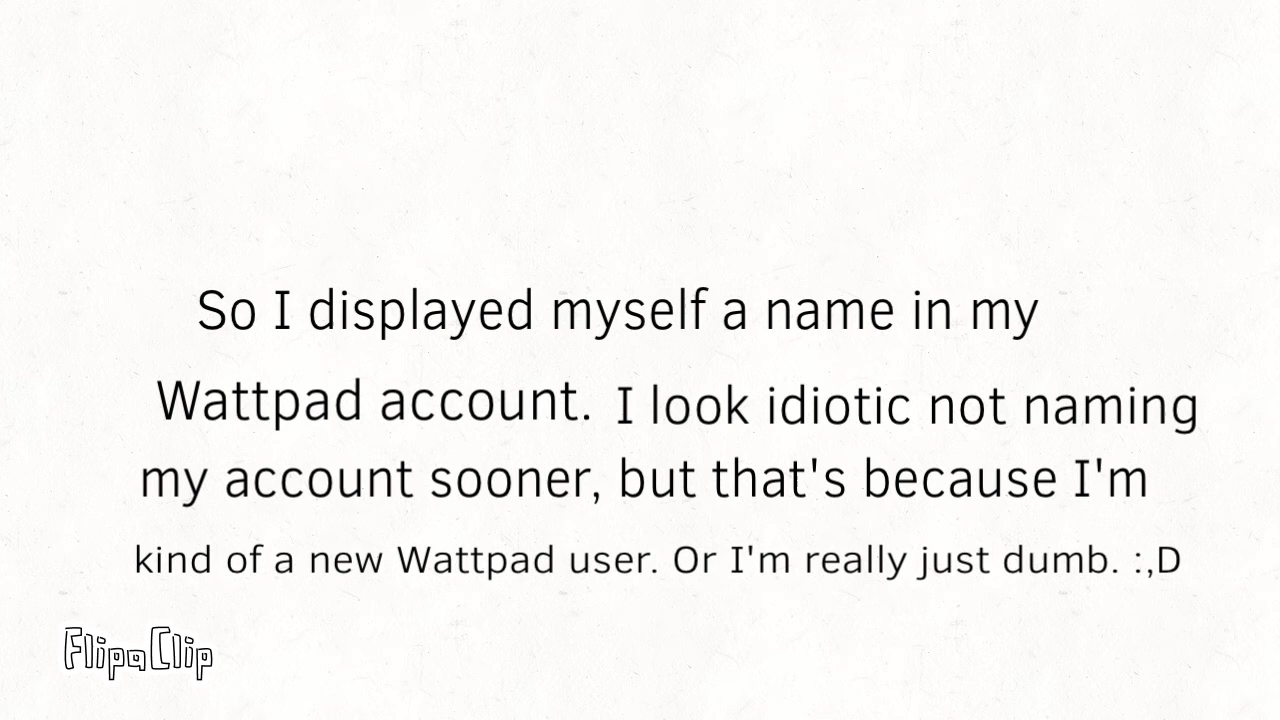 So I displayed myself a name in my
Wattpad account. I look idiotic not naming
my account sooner, but that's because I'm
kind of a new Wattpad user. Or I'm really just dumb. :,D
FlipaClip